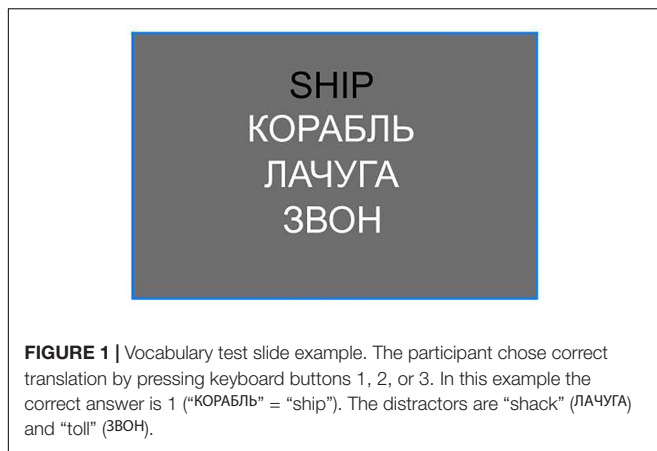 SHIP
КОРАБЛЬ
ЛАЧУГА
ЗВОН
FIGURE 1 | Vocabulary test slide example. The participant chose correct
translation by pressing keyboard buttons 1, 2, or 3. In this example the
correct answer is 1 (“КОРАБЛЬ” = “ship”). The distractors are “shack” (ЛАЧУГА)
and “toll” (ЗВОН).